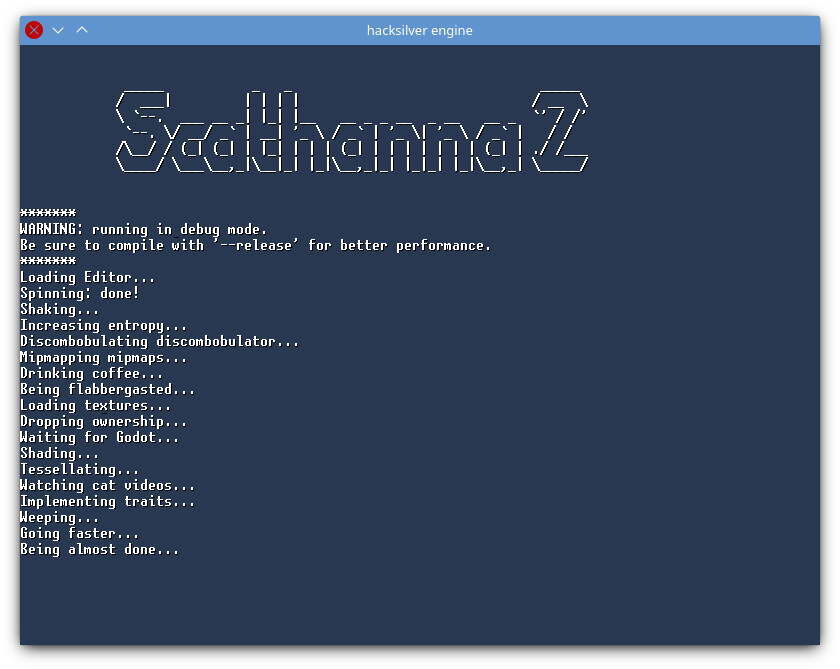 hacksilver engine
Scathanna 2
*******
WARNING: running in debug mode.
Be sure to compile with '--release' for better performance.
*******
Loading Editor...
Spinning: done!
Shaking...
Increasing entropy...
Discombobulating discombobulator...
Mipmapping mipmaps...
Drinking coffee...
Being flabbergasted...
Loading textures...
Dropping ownership...
Waiting for Godot...
Shading...
Tessellating...
Watching cat videos...
Implementing traits...
Weeping...
Going faster...
Being almost done...